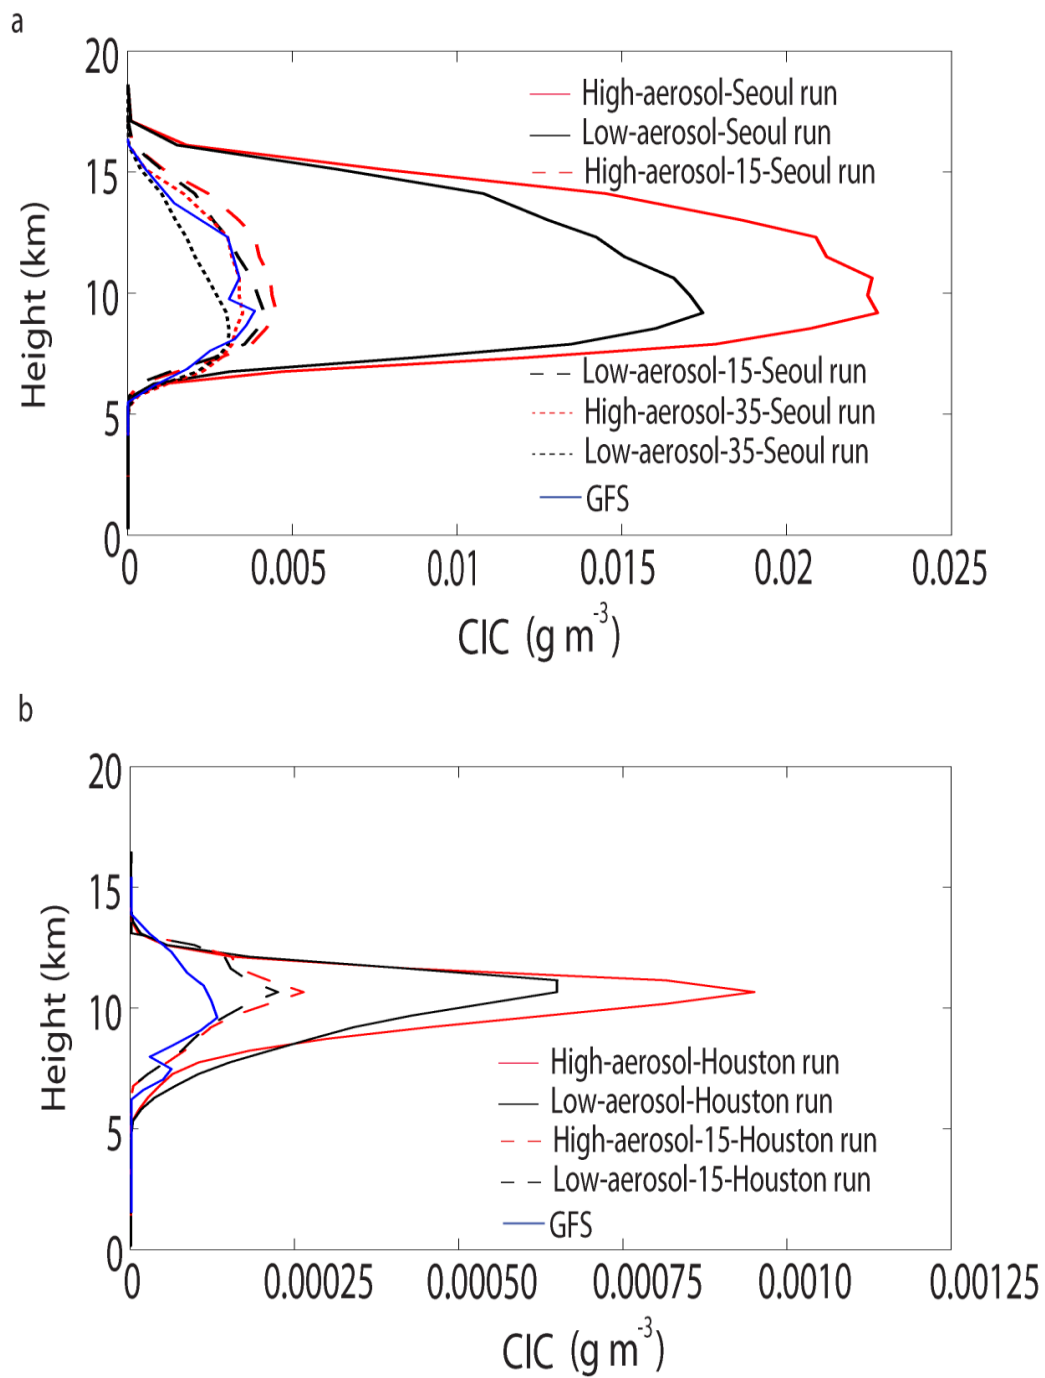 a
20
15
10
5
0
Height (km)
High-aerosol-Seoul run
Low-aerosol-Seoul run
High-aerosol-15-Seoul run
Low-aerosol-15-Seoul run
High-aerosol-35-Seoul run
Low-aerosol-35-Seoul run
GFS
0 0.005 0.01 0.015 0.02 0.025
CIC (g m-3)
b
20
15
10
5
0
Height (km)
High-aerosol-Houston run
Low-aerosol-Houston run
High-aerosol-15-Houston run
Low-aerosol-15-Houston run
GFS
0 0.00025 0.00050 0.00075 0.0010 0.00125
CIC (g m-3)